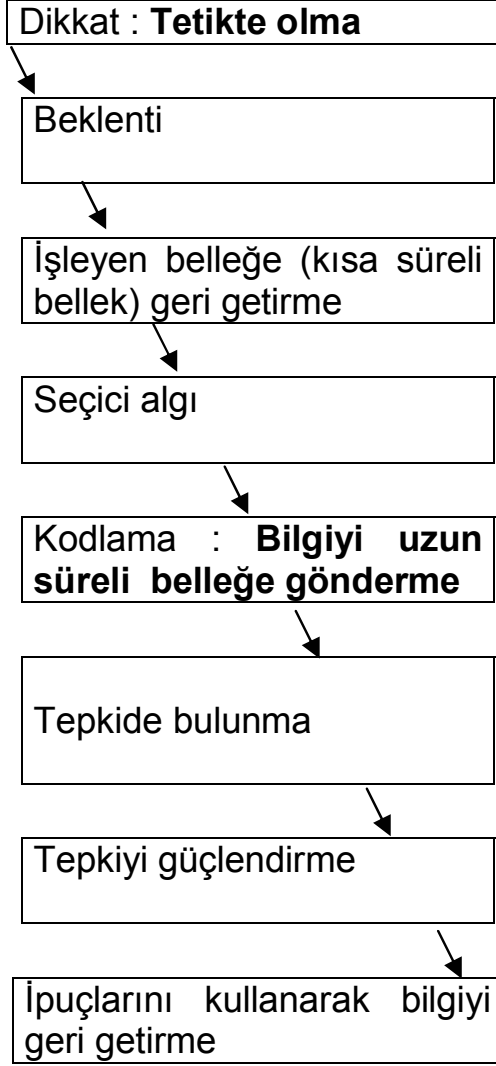 Dikkat : Tetikte olma
Beklenti
İşleyen belleğe (kısa süreli
bellek) geri getirme
Seçici algı
Kodlama : Bilgiyi uzun
süreli belleğe gönderme
Tepkide bulunma
Tepkiyi güçlendirme
İpuçlarını kullanarak bilgiyi
geri getirme